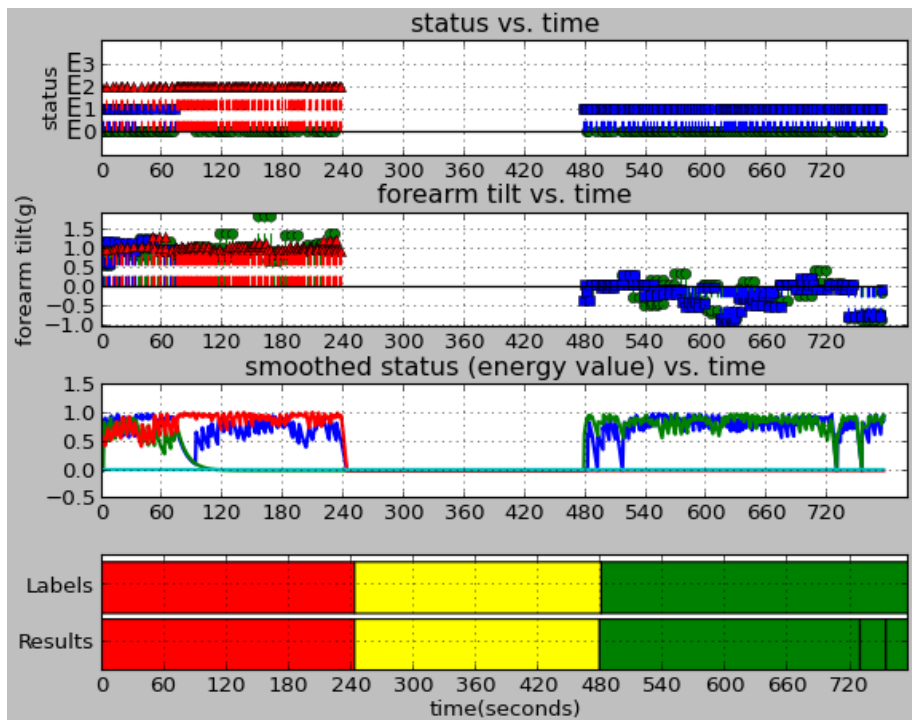 status vs. time
status
E3
E2
E1
E0
0 60 120 180 240 300 360 420 480 540 600 660 720
forearm tilt vs. time
forearm tilt(g)
1.5
1.0
0.5
0.0
−0.5
−1.0
0 60 120 180 240 300 360 420 480 540 600 660 720
smoothed status (energy value) vs. time
1.5
1.0
0.5
0.0
−0.5
0 60 120 180 240 300 360 420 480 540 600 660 720
Labels
Results
0 60 120 180 240 300 360 420 480 540 600 660 720
time(seconds)